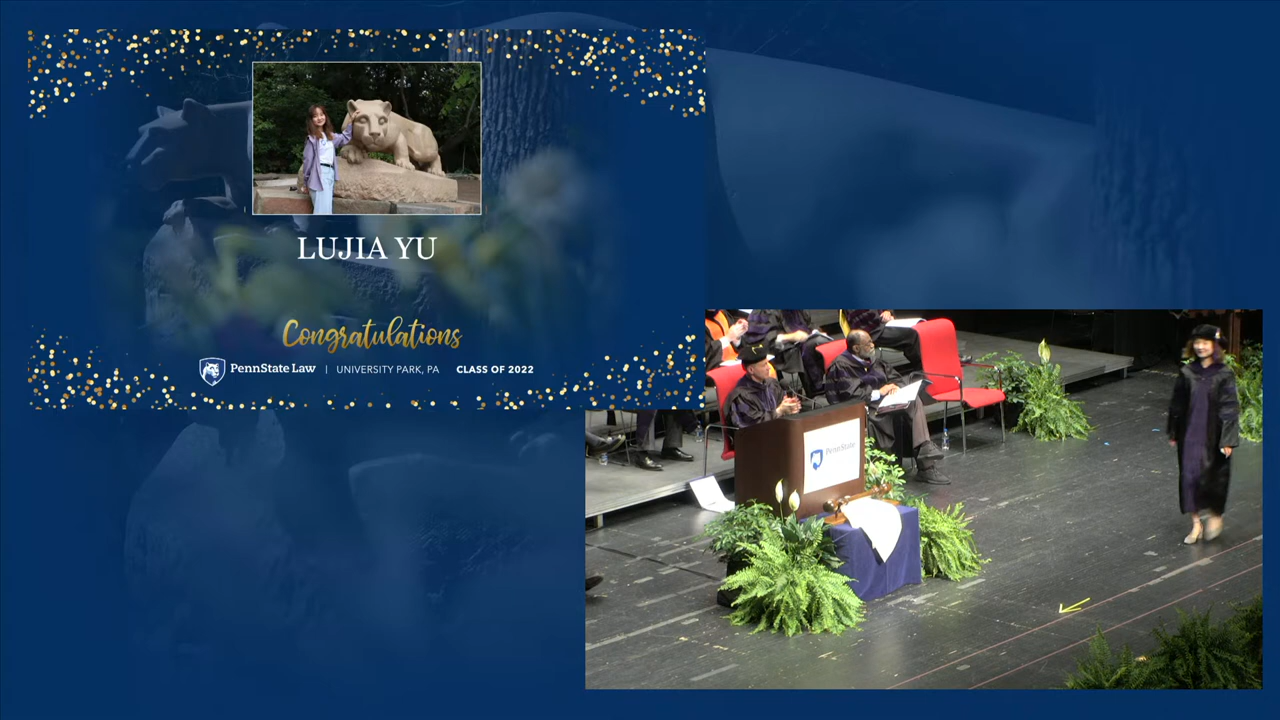 LUJIA YU
Congratulations
PennState Law | UNIVERSITY PARK, PA CLASS OF 2022
PennState